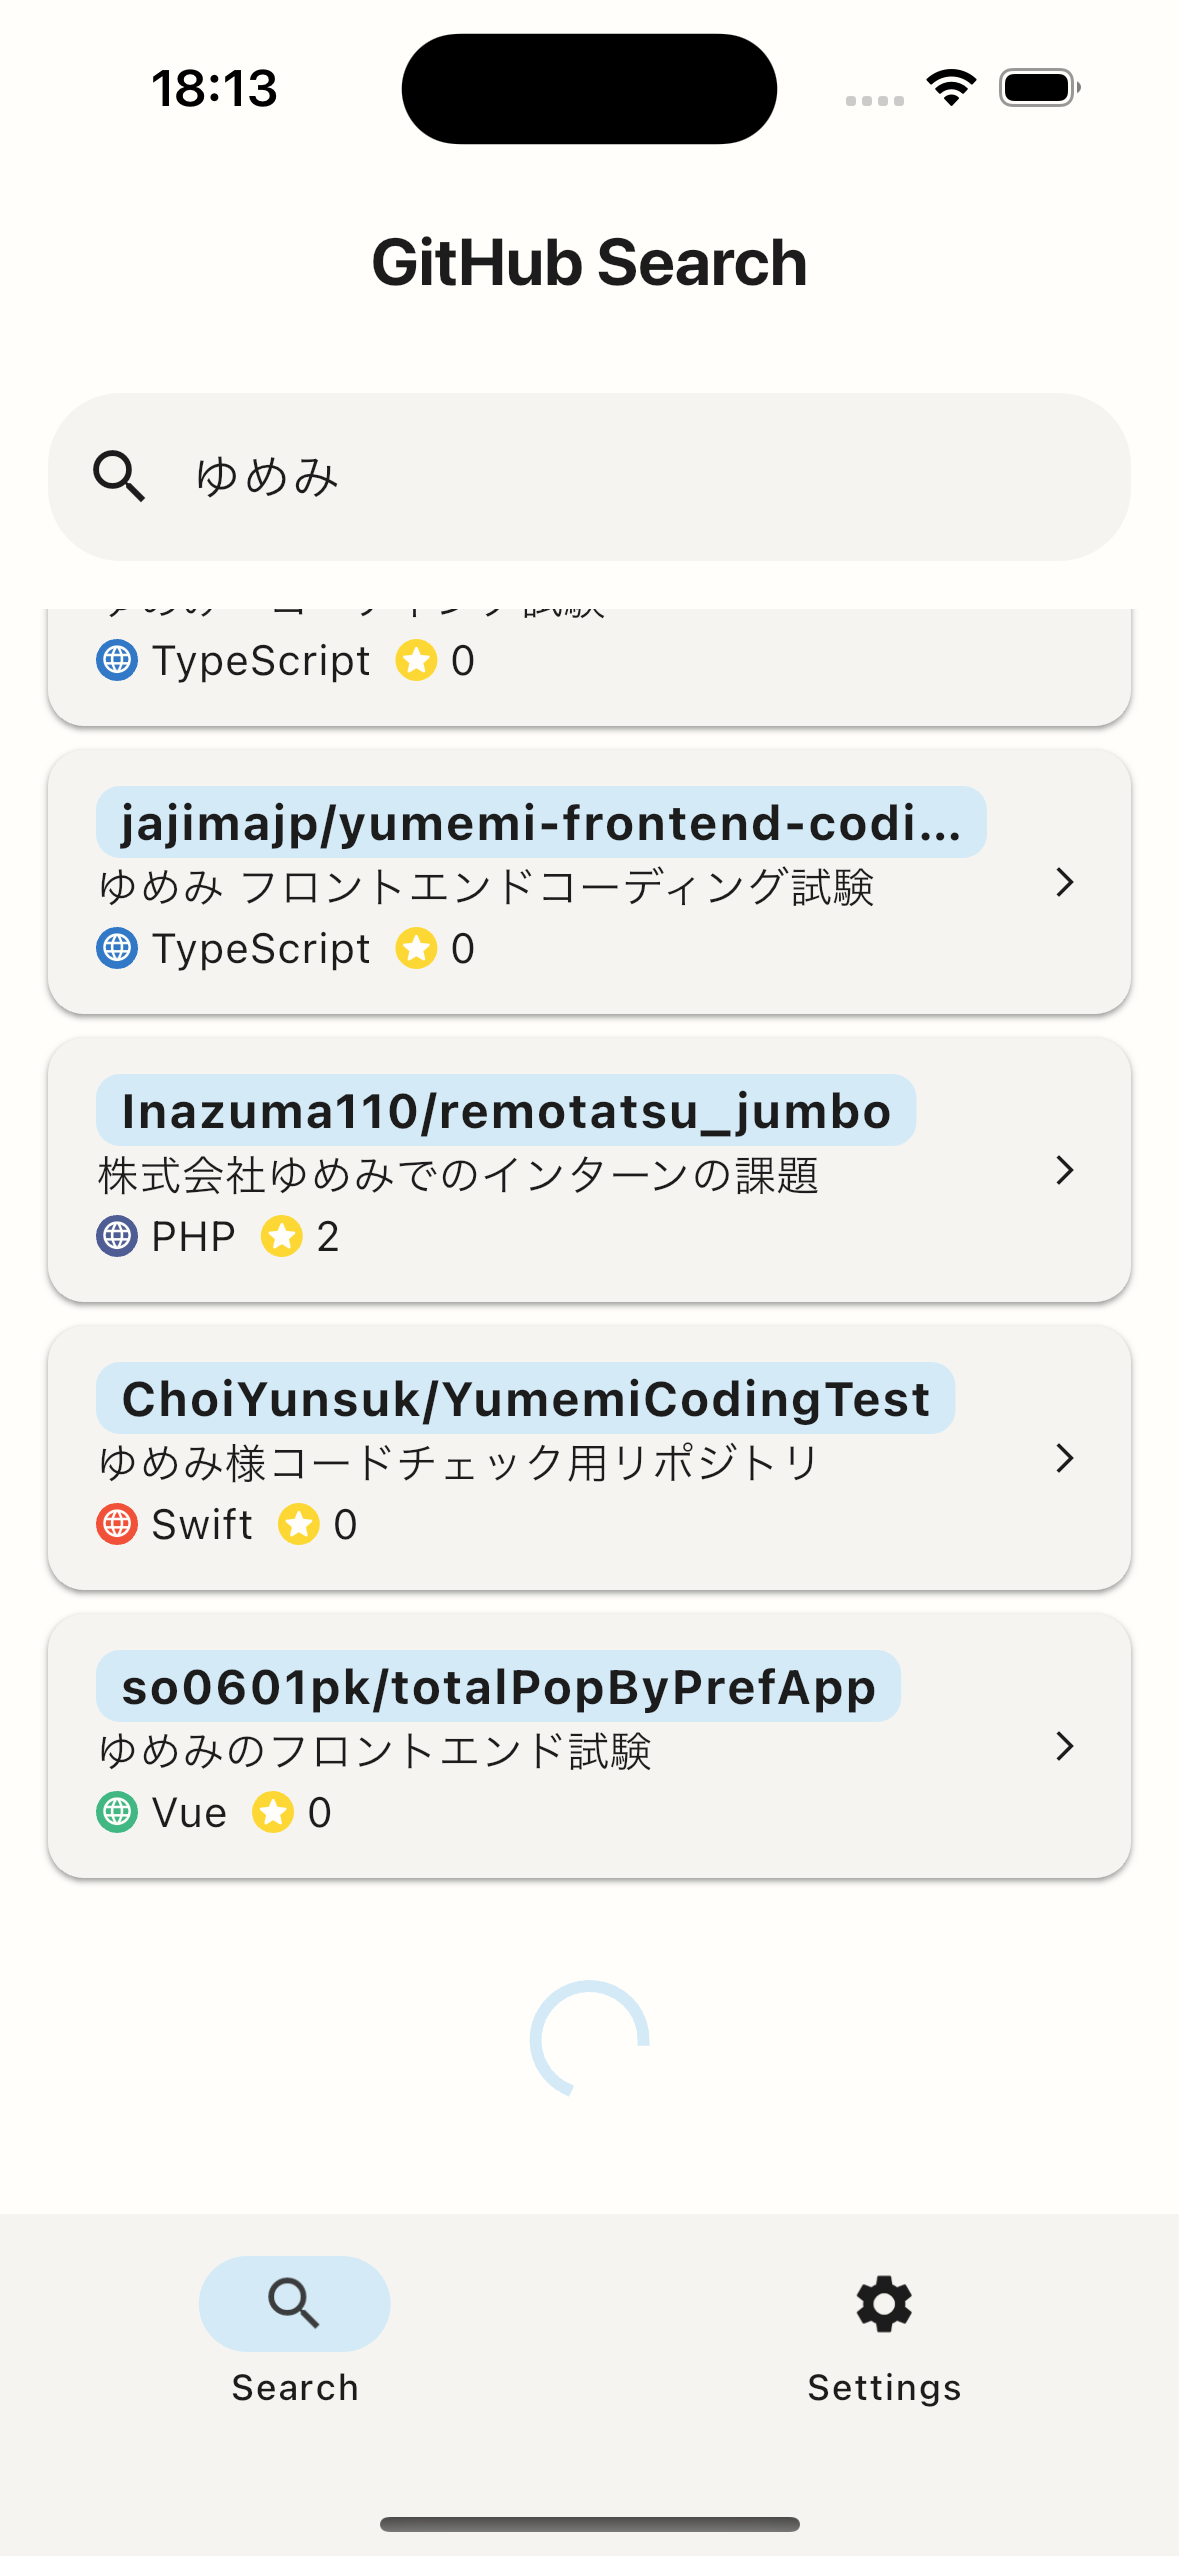 18:13
GitHub Search
ゆめみ
TypeScript 0
jajimajp/yumemi-frontend-codi...
ゆめみ フロントエンドコーディング試験
TypeScript 0
Inazuma110/remotatsu_jumbo
株式会社ゆめみでのインターンの課題
PHP 2
ChoiYunsuk/YumemiCodingTest
ゆめみ様コードチェック用リポジトリ
Swift 0
so0601pk/totalPopByPrefApp
ゆめみのフロントエンド試験
Vue 0
Search
Settings